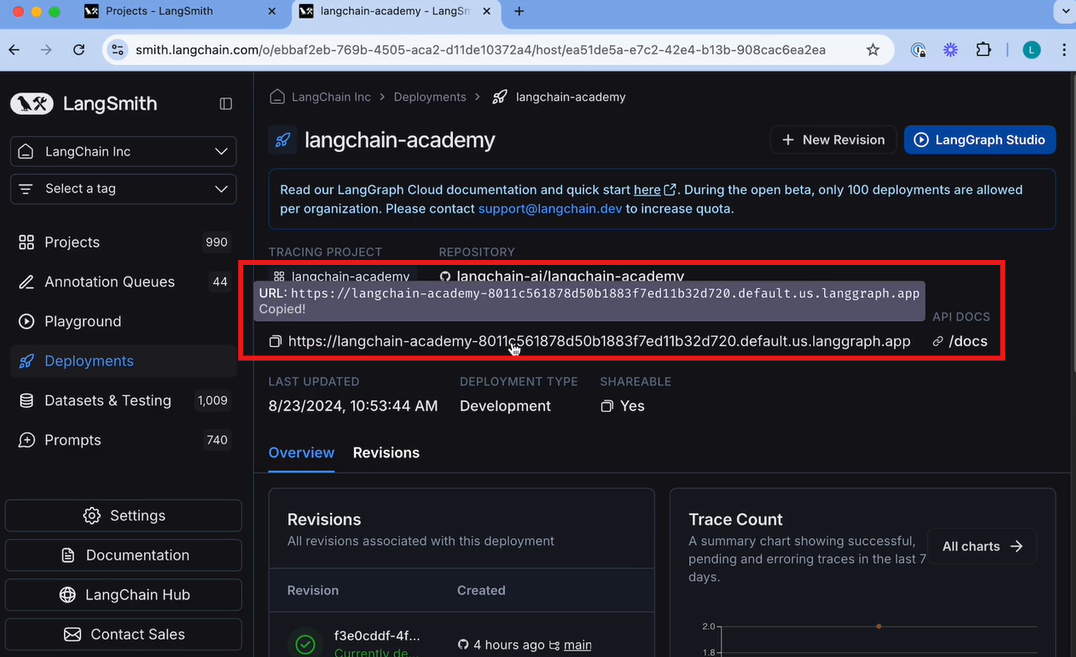 Projects - LangSmith
langchain-academy - LangSm
smith.langchain.com/o/ebbaf2eb-769b-4505-aca2-d11de10372a4/host/ea51de5a-e7c2-42e4-b13b-908cac6ea2ea
L
LangSmith
LangChain Inc
Select a tag
Projects 990
Annotation Queues 44
Playground
Deployments
Datasets & Testing 1,009
Prompts 740
Settings
Documentation
LangChain Hub
Contact Sales
LangChain Inc > Deployments > langchain-academy
langchain-academy
+ New Revision
LangGraph Studio
Read our LangGraph Cloud documentation and quick start here. During the open beta, only 100 deployments are allowed
per organization. Please contact support@langchain.dev to increase quota.
TRACING PROJECT REPOSITORY
langchain-academy langchain-ai/langchain-academy
URL: https://langchain-academy-8011c561878d50b1883f7ed11b32d720.default.us.langgraph.app
Copied!
API DOCS
https://langchain-academy-8011c561878d50b1883f7ed11b32d720.default.us.langgraph.app /docs
LAST UPDATED DEPLOYMENT TYPE SHAREABLE
8/23/2024, 10:53:44 AM Development Yes
Overview Revisions
Revisions
All revisions associated with this deployment
Revision Created
f3e0cddf-4f...
Currently de...
4 hours ago main
Trace Count
A summary chart showing successful,
pending and erroring traces in the last 7
days.
All charts
2.0
1.8